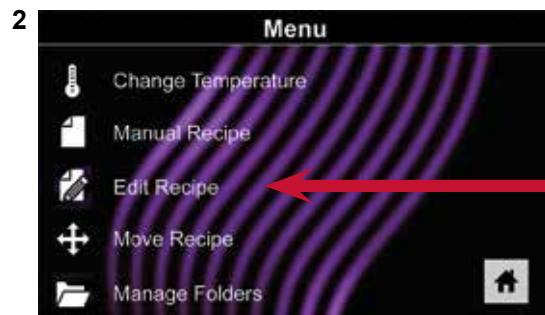 2
Menu
Change Temperature
Manual Recipe
Edit Recipe
Move Recipe
Manage Folders